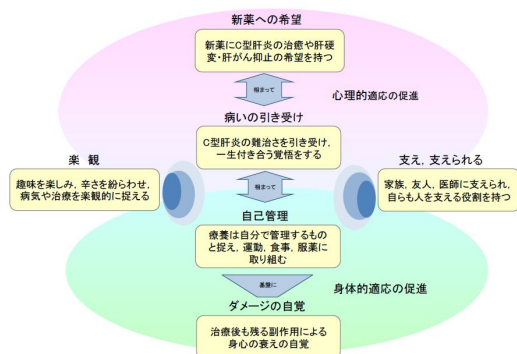 新薬への希望
新薬にC型肝炎の治癒や肝硬
変・肝がん抑止の希望を持つ
相まって
心理的適応の促進
病いの引き受け
C型肝炎の難治さを引き受け,
一生付き合う覚悟をする
楽 観
趣味を楽しみ, 辛さを紛らわせ,
病気や治療を楽観的に捉える
支え, 支えられる
家族, 友人, 医師に支えられ,
自らも人を支える役割を持つ
相まって
自己管理
療養は自分で管理するもの
と捉え, 運動, 食事, 服薬に
取り組む
基盤に
身体的適応の促進
ダメージの自覚
治療後も残る副作用による
身心の衰えの自覚